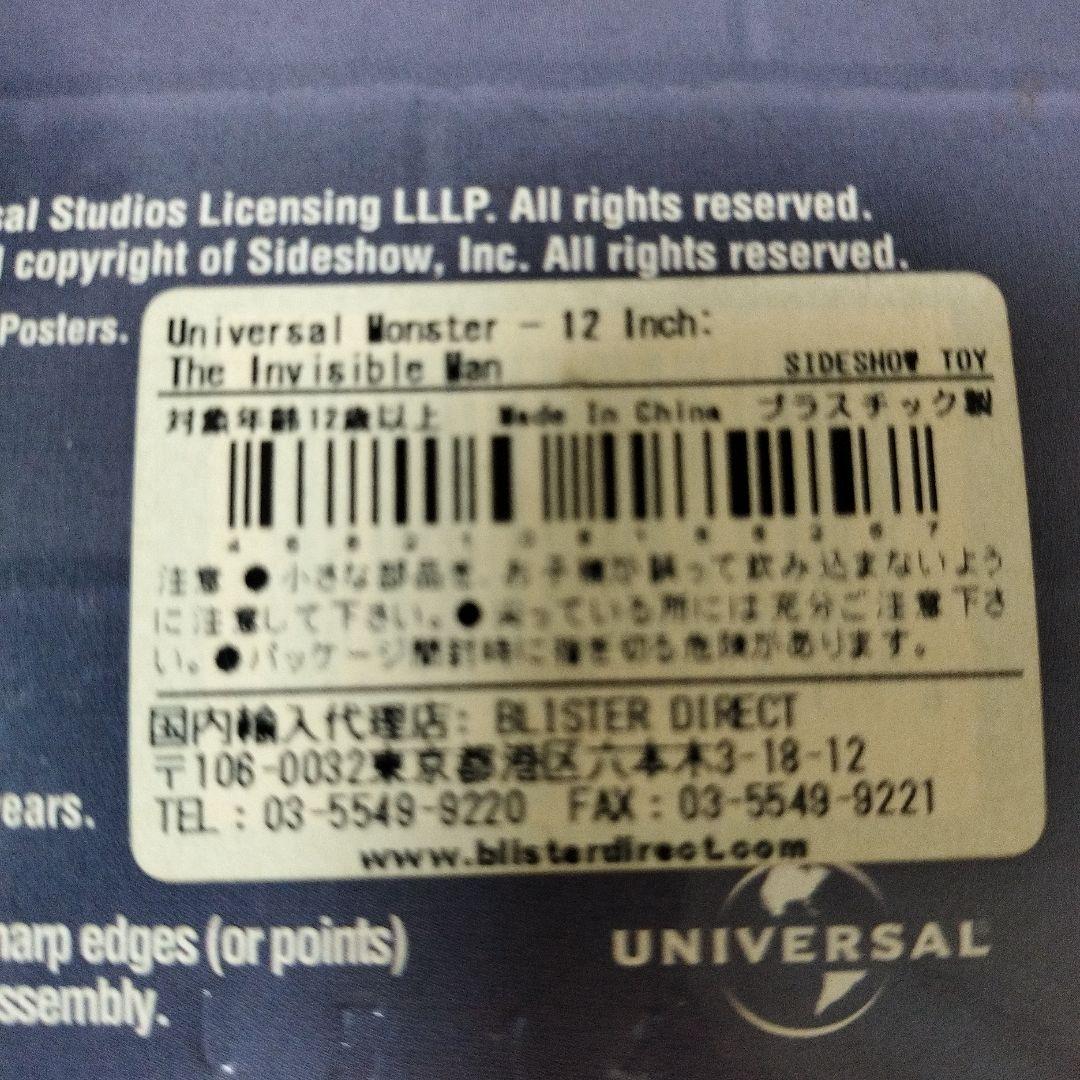 sal Studios Licensing LLLP. All rights reserved.
copyright of Sideshow, Inc. All rights reserved.
Posters.
Universal Monster - 12 Inch:
The Invisible Man
SIDESHOW TOY
対象年齢12歳以上 Made In China プラスチック製
注意 ●小さな部品を、お子様が誤って飲み込まないよう
に注意して下さい。●尖っている所には充分ご注意下さ
い。●パッケージ開封時に確を切る危険があります。
国内輸入代理店: BLISTER DIRECT
〒106-0032東京都港区六本木3-18-12
TEL : 03-5549-9220 FAX : 03-5549-9221
www.blisterdirect.com
ears.
harp edges (or points)
ssembly.
UNIVERSAL